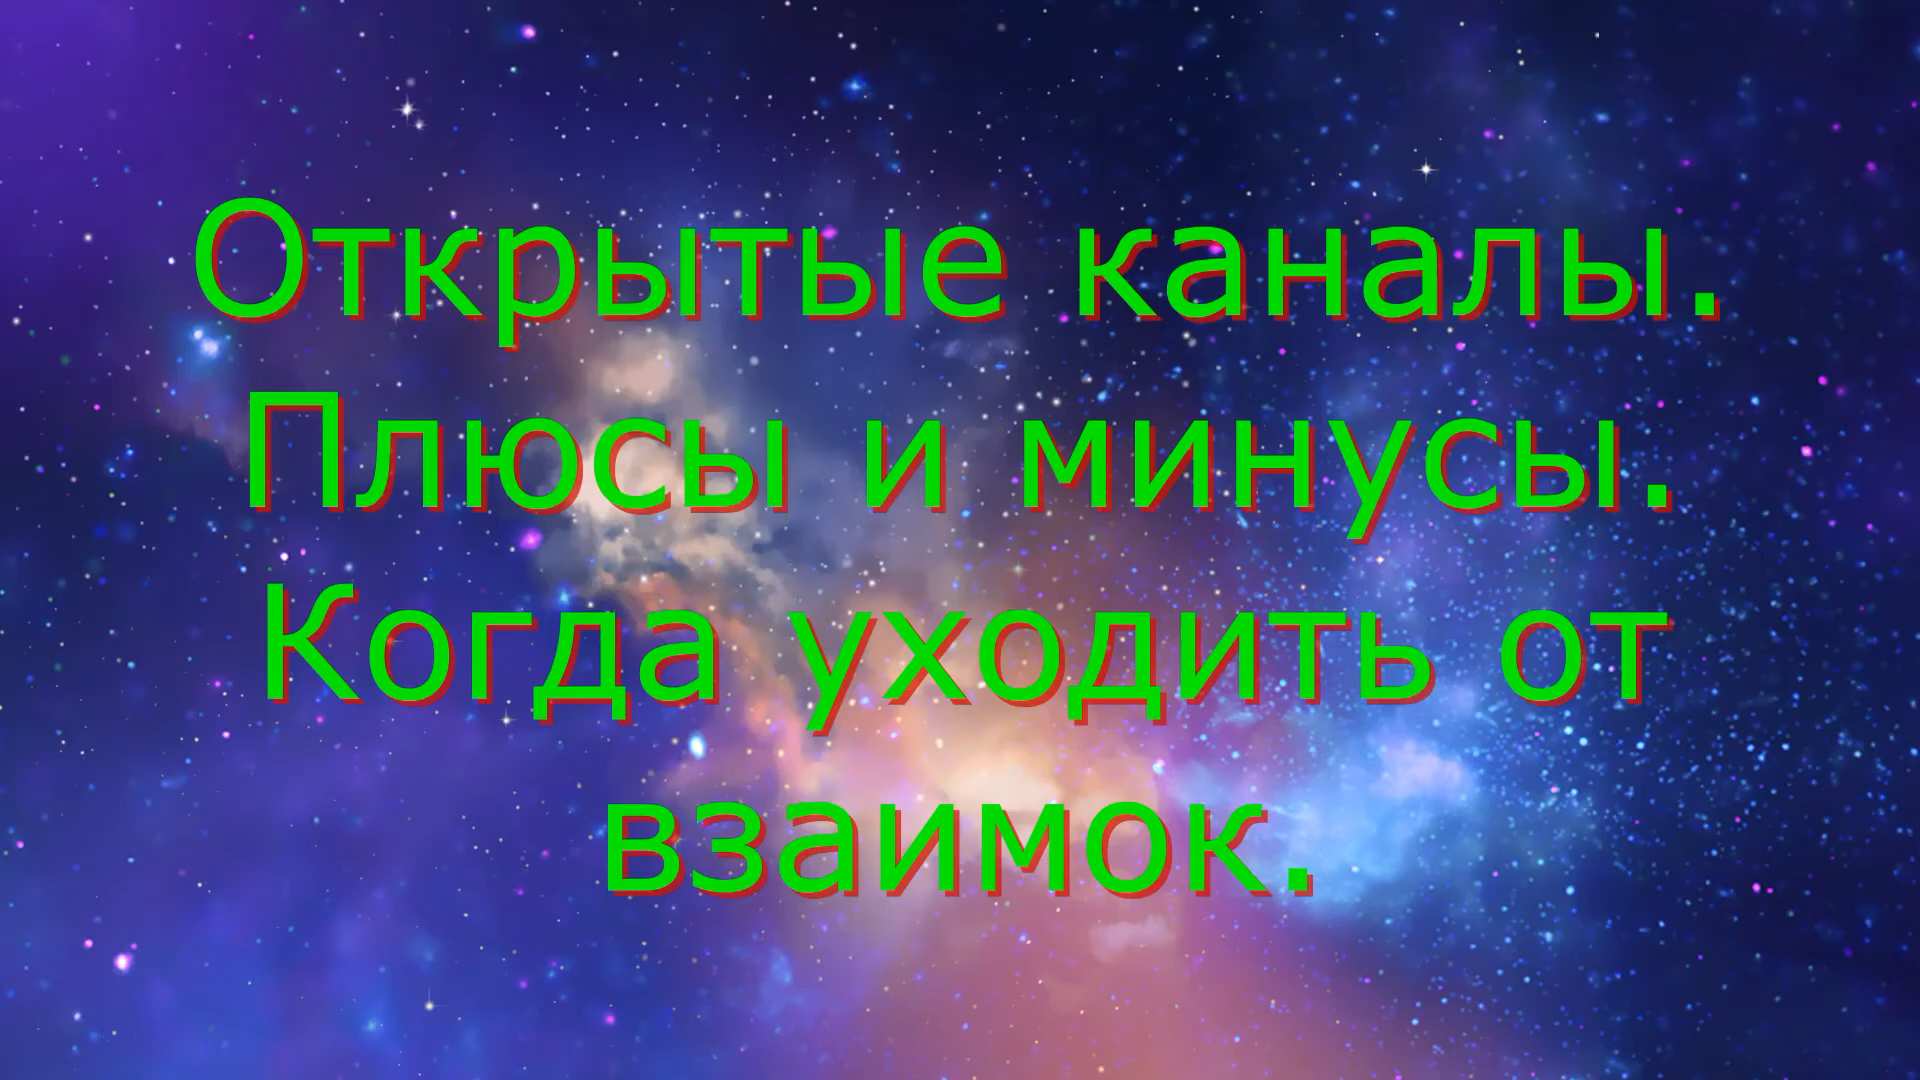 Открытые каналы.
Плюсы и минусы.
Когда уходить от
взаимок.